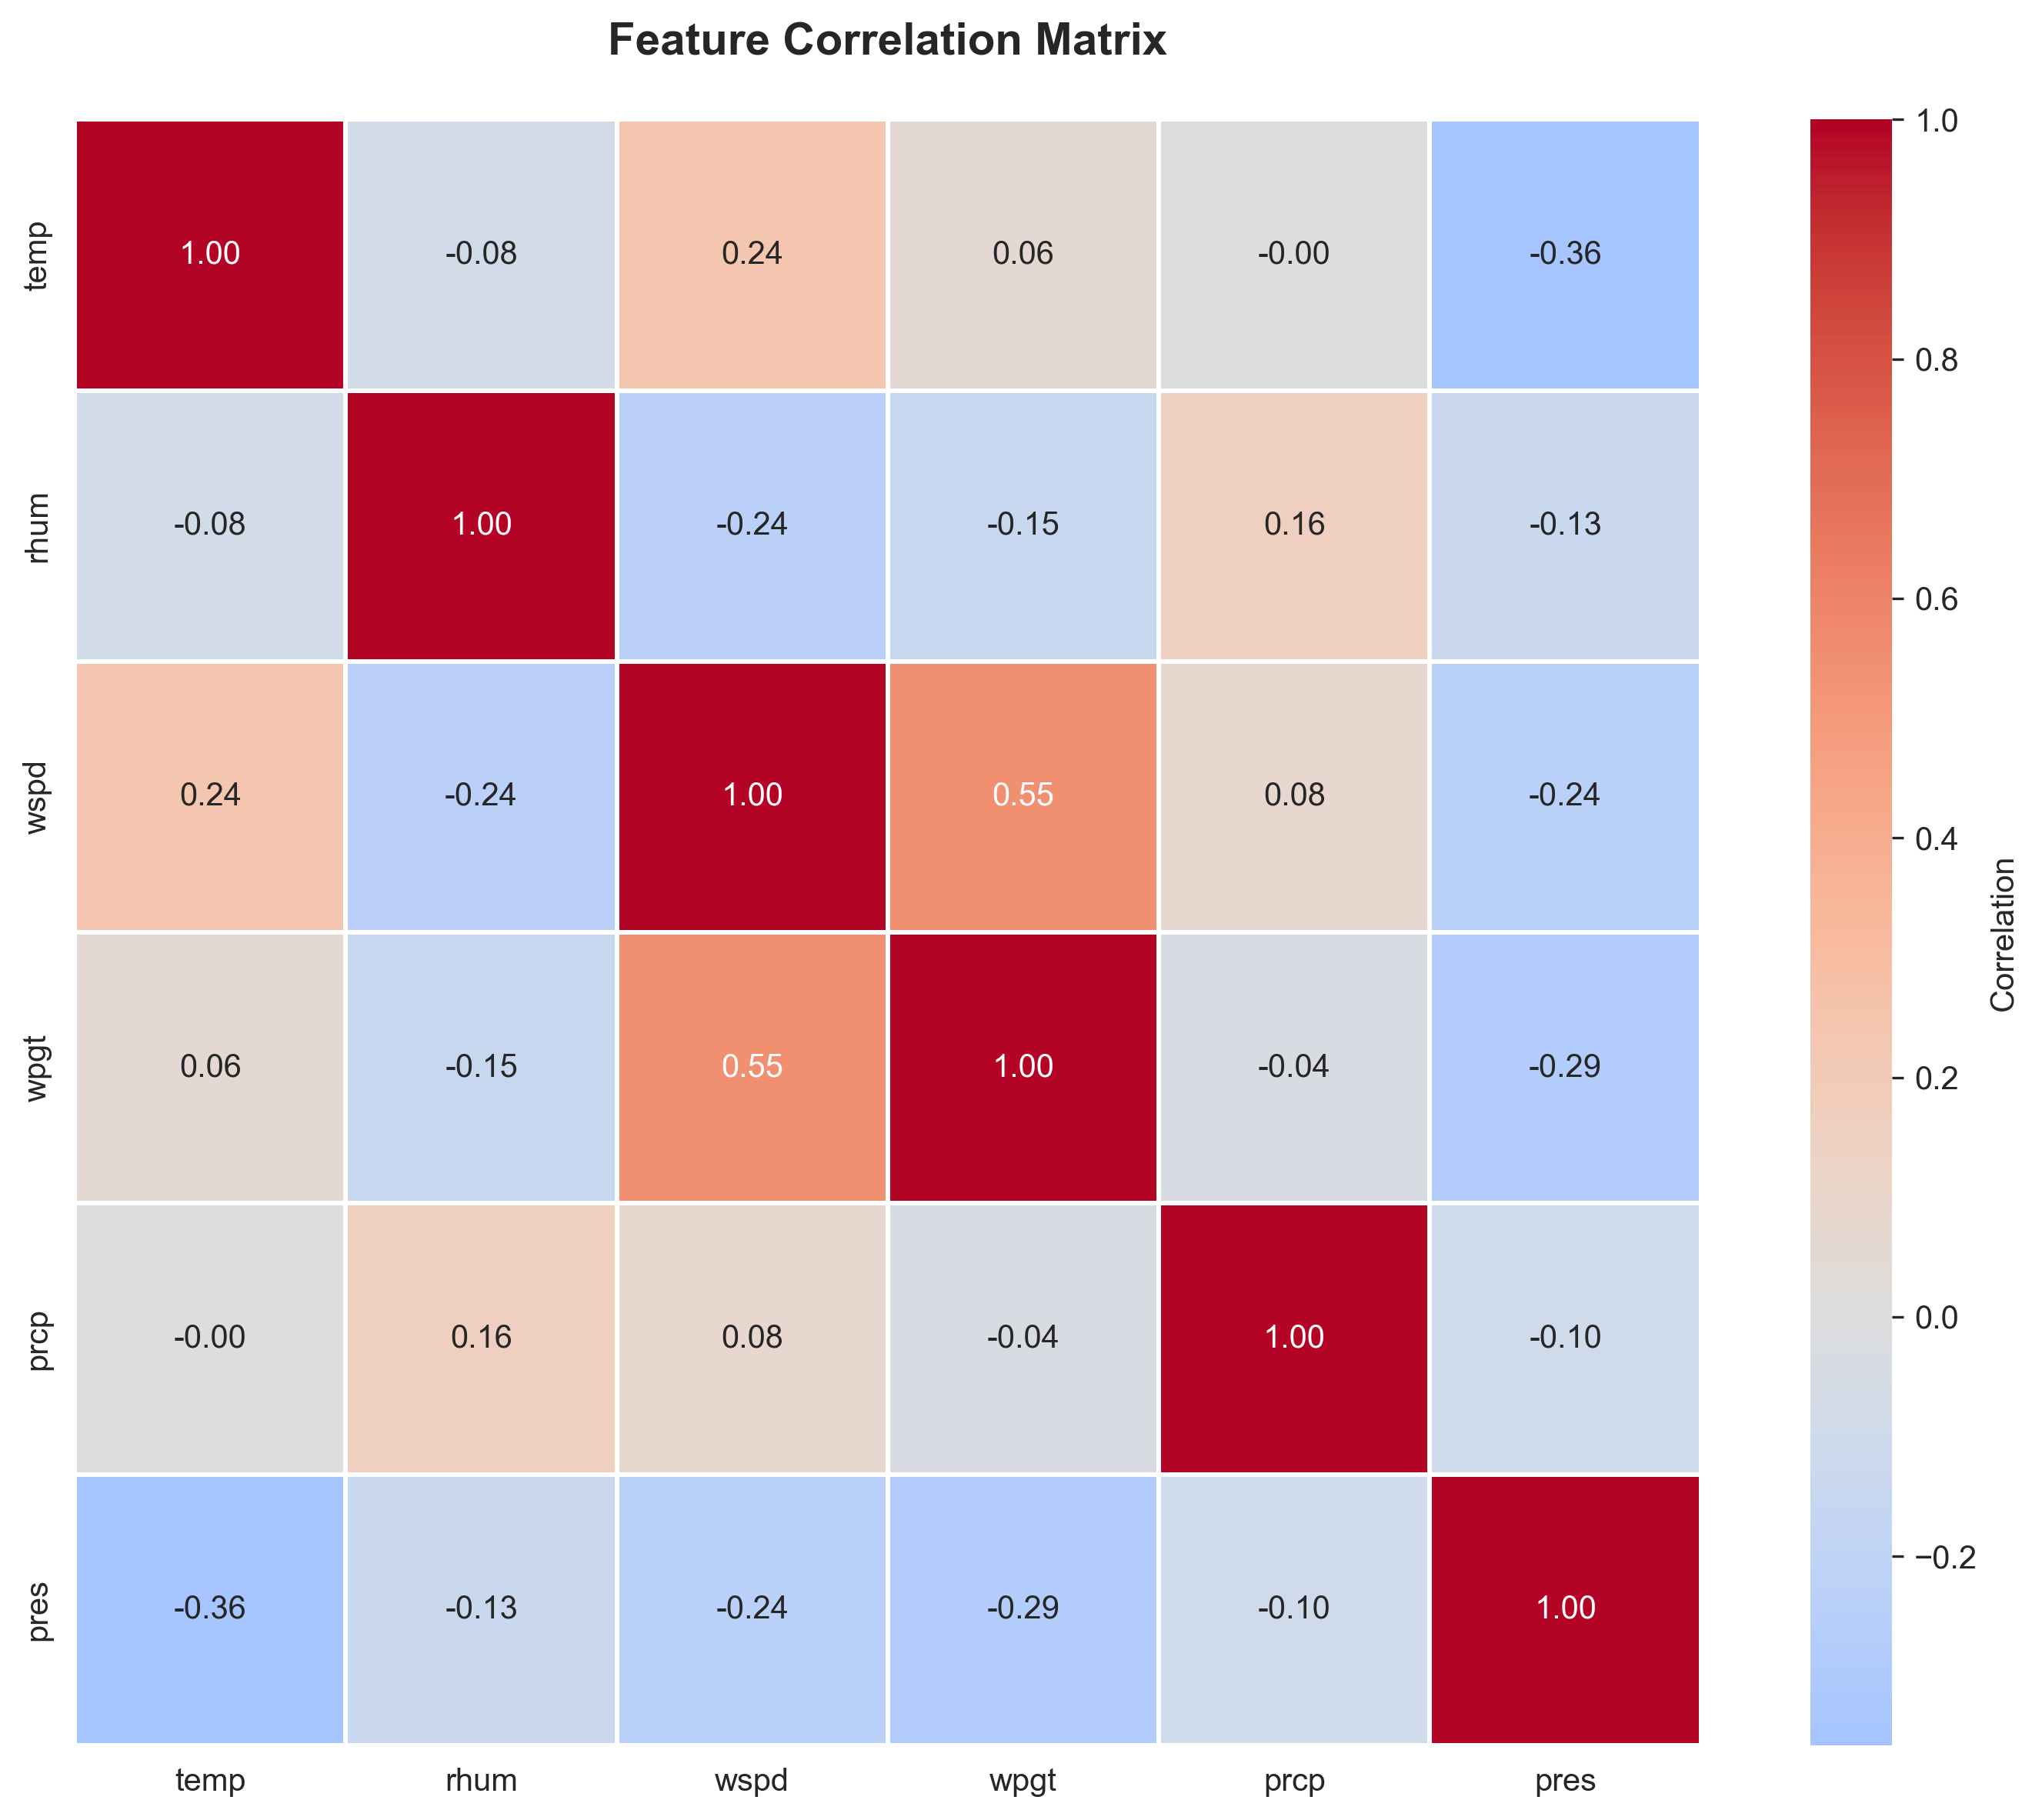 Feature Correlation Matrix
temp 1.00 -0.08 0.24 0.06 -0.00 -0.36
rhum -0.08 1.00 -0.24 -0.15 0.16 -0.13
wspd 0.24 -0.24 1.00 0.55 0.08 -0.24
wpgt 0.06 -0.15 0.55 1.00 -0.04 -0.29
prcp -0.00 0.16 0.08 -0.04 1.00 -0.10
pres -0.36 -0.13 -0.24 -0.29 -0.10 1.00
temp rhum wspd wpgt prcp pres
1.0
0.8
0.6
0.4
0.2
0.0
−0.2
Correlation